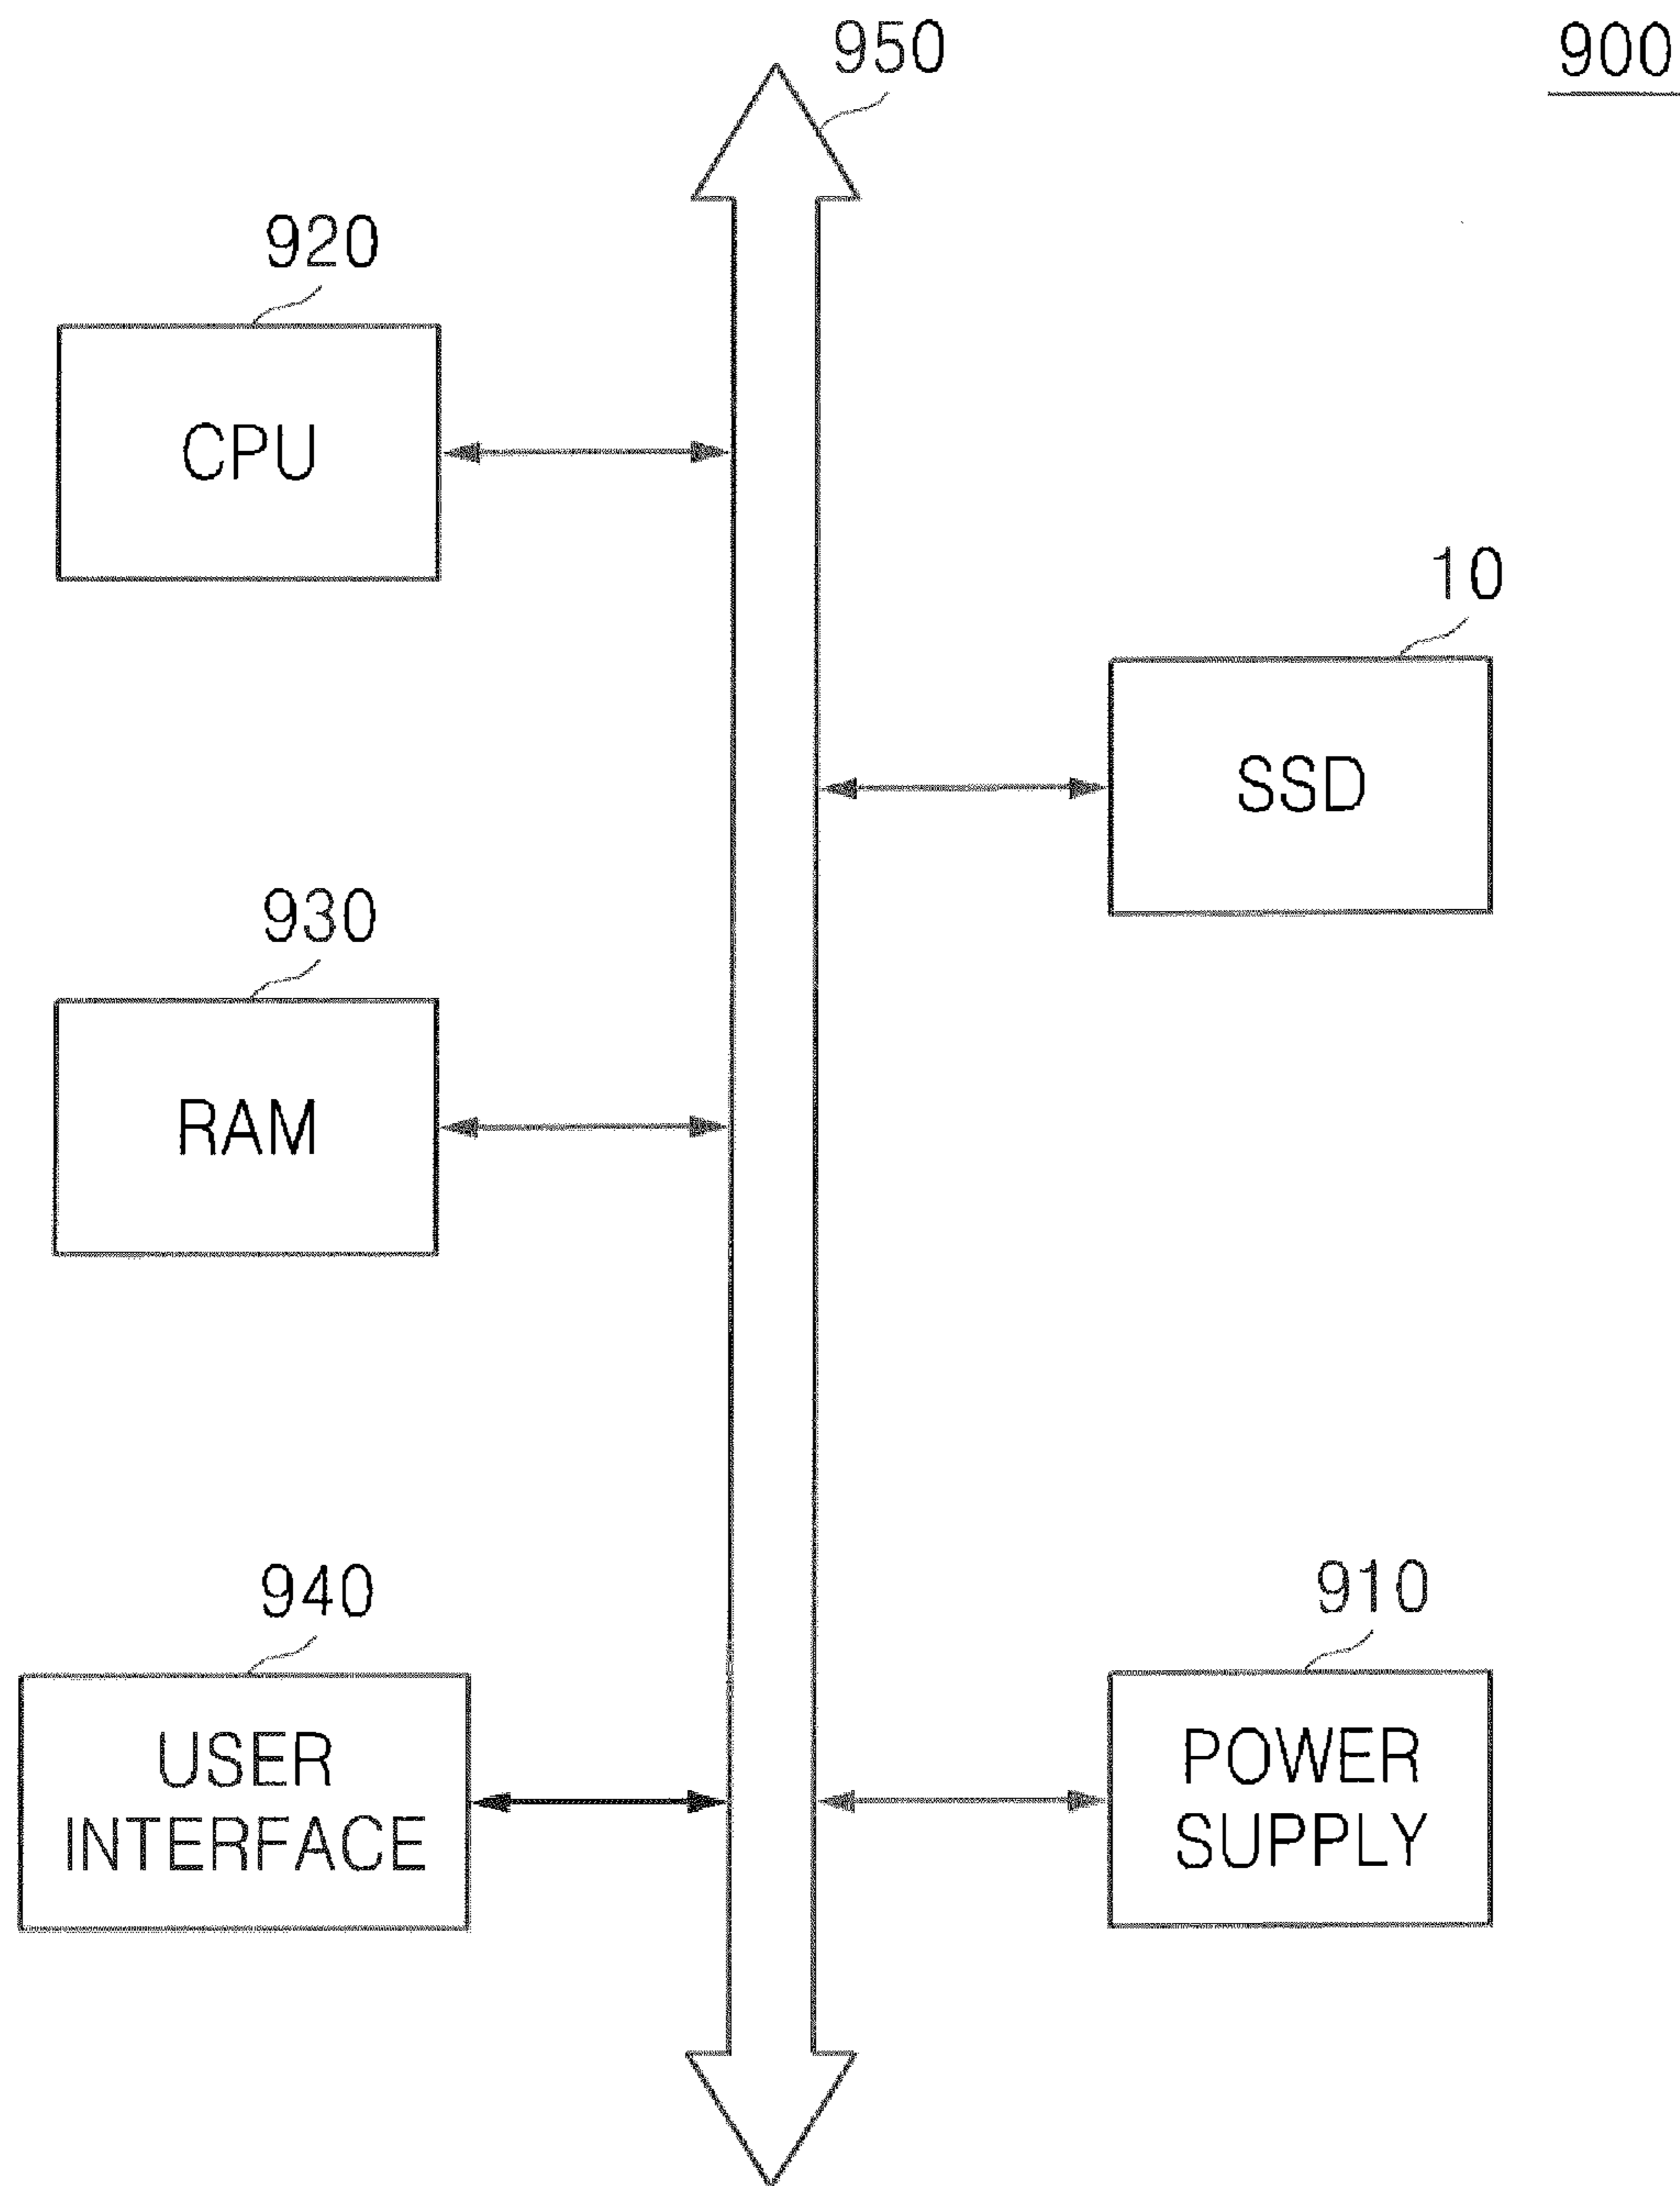 950
900
920
CPU
10
SSD
930
RAM
940
USER
INTERFACE
910
POWER
SUPPLY